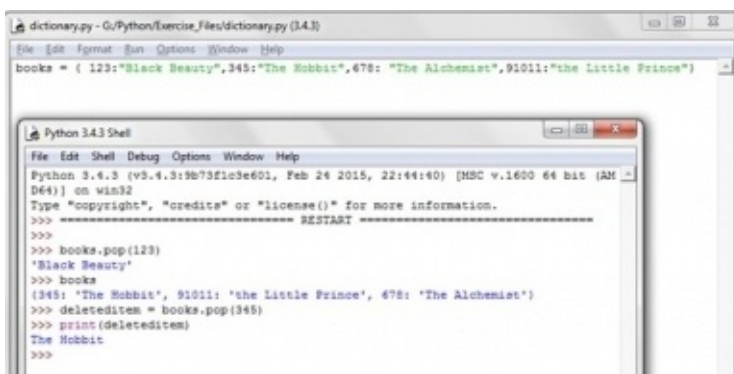 dictionary.py - G:/Python/Exercise_Files/dictionary.py (3.4.3)
File Edit Format Run Options Window Help
books = { 123:"Black Beauty",345:"The Hobbit",678: "The Alchemist",91011:"the Little Prince"}
Python 3.4.3 Shell
File Edit Shell Debug Options Window Help
Python 3.4.3 (v3.4.3:9b73f1c3e601, Feb 24 2015, 22:44:40) [MSC v.1600 64 bit (AM
D64)] on win32
Type "copyright", "credits" or "license()" for more information.
>>> ================================ RESTART ================================
>>>
>>> books.pop(123)
'Black Beauty'
>>> books
{345: 'The Hobbit', 91011: 'the Little Prince', 678: 'The Alchemist'}
>>> deleteditem = books.pop(345)
>>> print(deleteditem)
The Hobbit
>>>